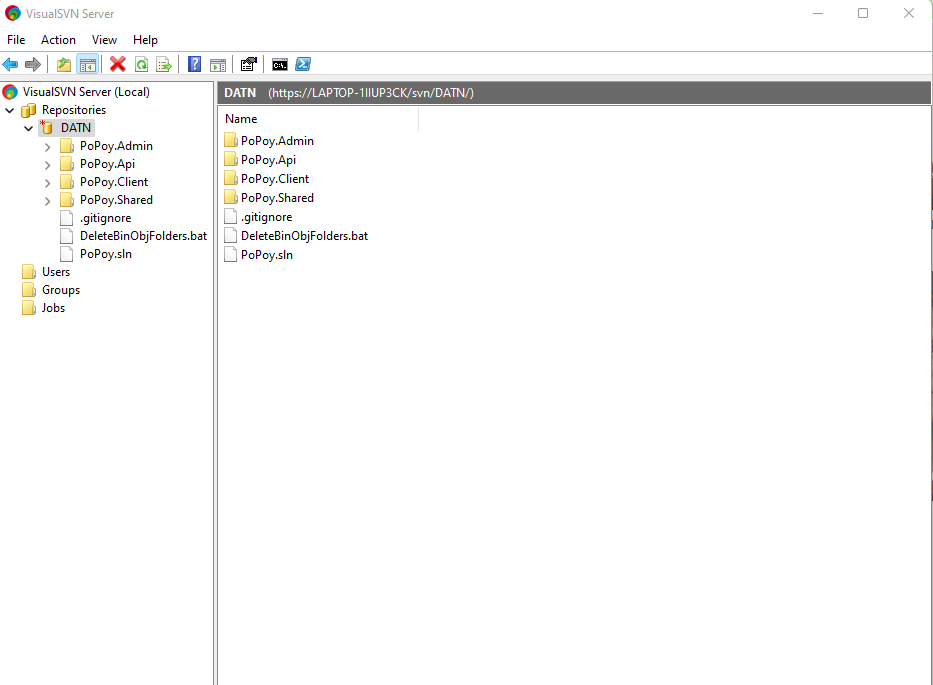 VisualSVN Server
File Action View Help
VisualSVN Server (Local)
Repositories
DATN
PoPoy.Admin
PoPoy.Api
PoPoy.Client
PoPoy.Shared
.gitignore
DeleteBinObjFolders.bat
PoPoy.sln
Users
Groups
Jobs
DATN (https://LAPTOP-1IIUP3CK/svn/DATN/)
Name
PoPoy.Admin
PoPoy.Api
PoPoy.Client
PoPoy.Shared
.gitignore
DeleteBinObjFolders.bat
PoPoy.sln